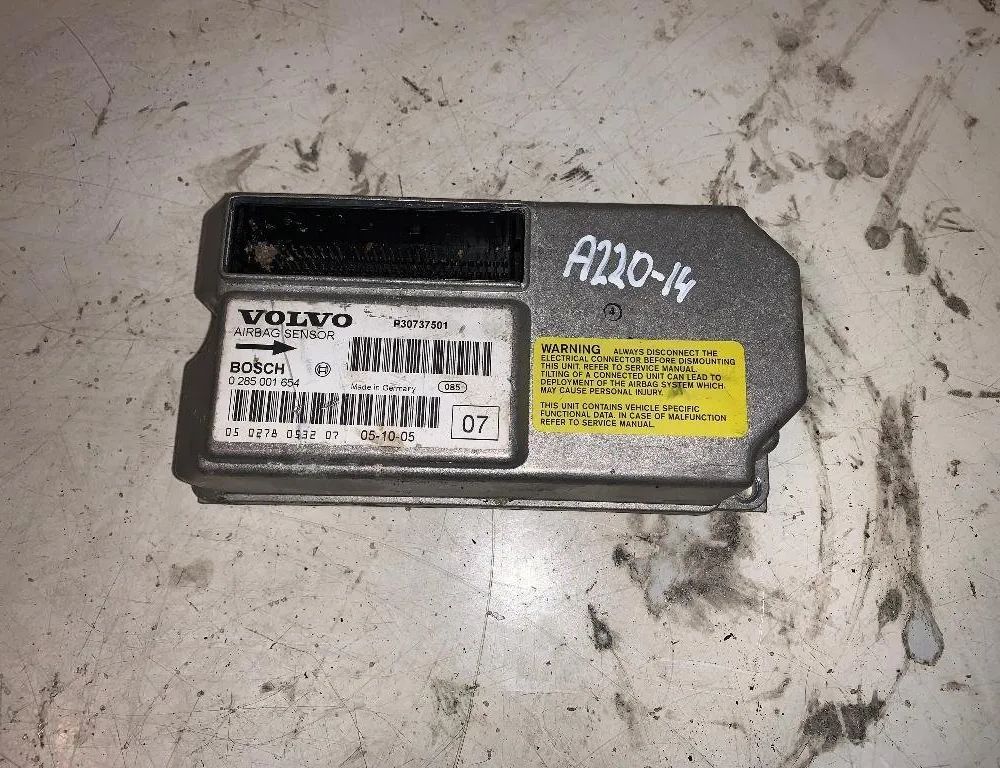 A220-14
4
VOLVO P30737501
AIRBAG SENSOR
BOSCH
0 285 001 654
Made in Germany 085
07
05 0278 0532 07 05-10-05
WARNING ALWAYS DISCONNECT THE
ELECTRICAL CONNECTOR BEFORE DISMOUNTING
THIS UNIT. REFER TO SERVICE MANUAL.
TILTING OF A CONNECTED UNIT CAN LEAD TO
DEPLOYMENT OF THE AIRBAG SYSTEM WHICH
MAY CAUSE PERSONAL INJURY.
THIS UNIT CONTAINS VEHICLE SPECIFIC
FUNCTIONAL DATA. IN CASE OF MALFUNCTION
REFER TO SERVICE MANUAL.